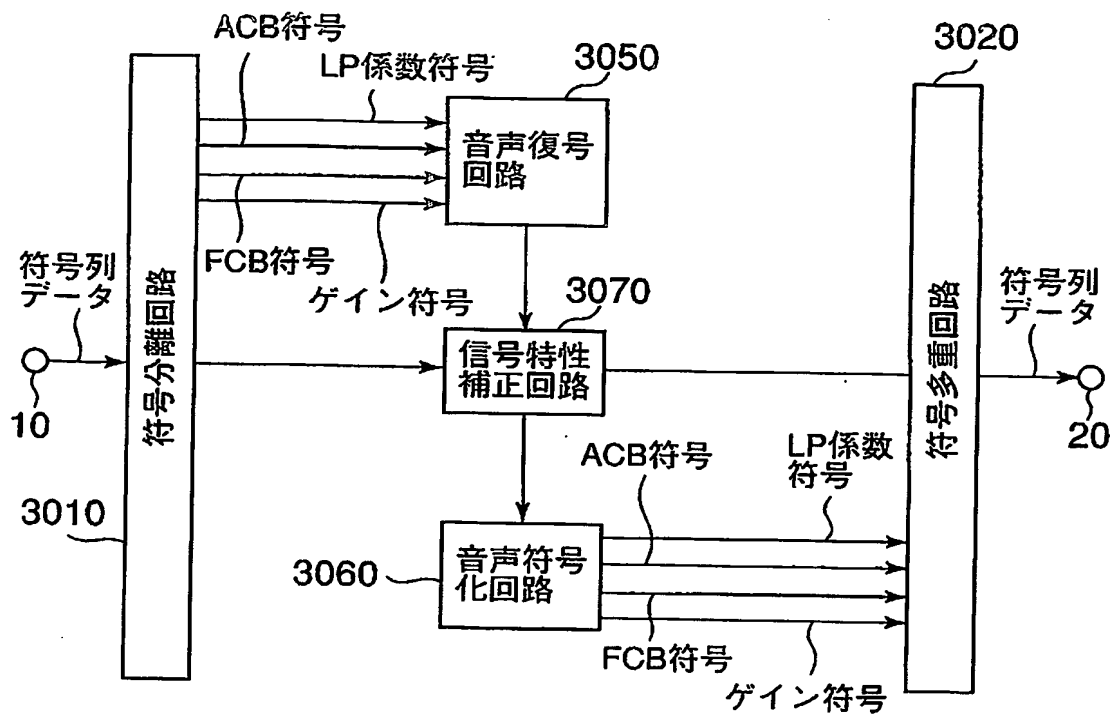 ACB符号
LP係数符号
3050
3020
音声復号
回路
FCB符号
ゲイン符号
符号列
データ
10
符号分離回路
3010
3070
信号特性
補正回路
ACB符号
LP係数
符号
3060
音声符号
化回路
FCB符号
ゲイン符号
符号多重回路
符号列
データ
20